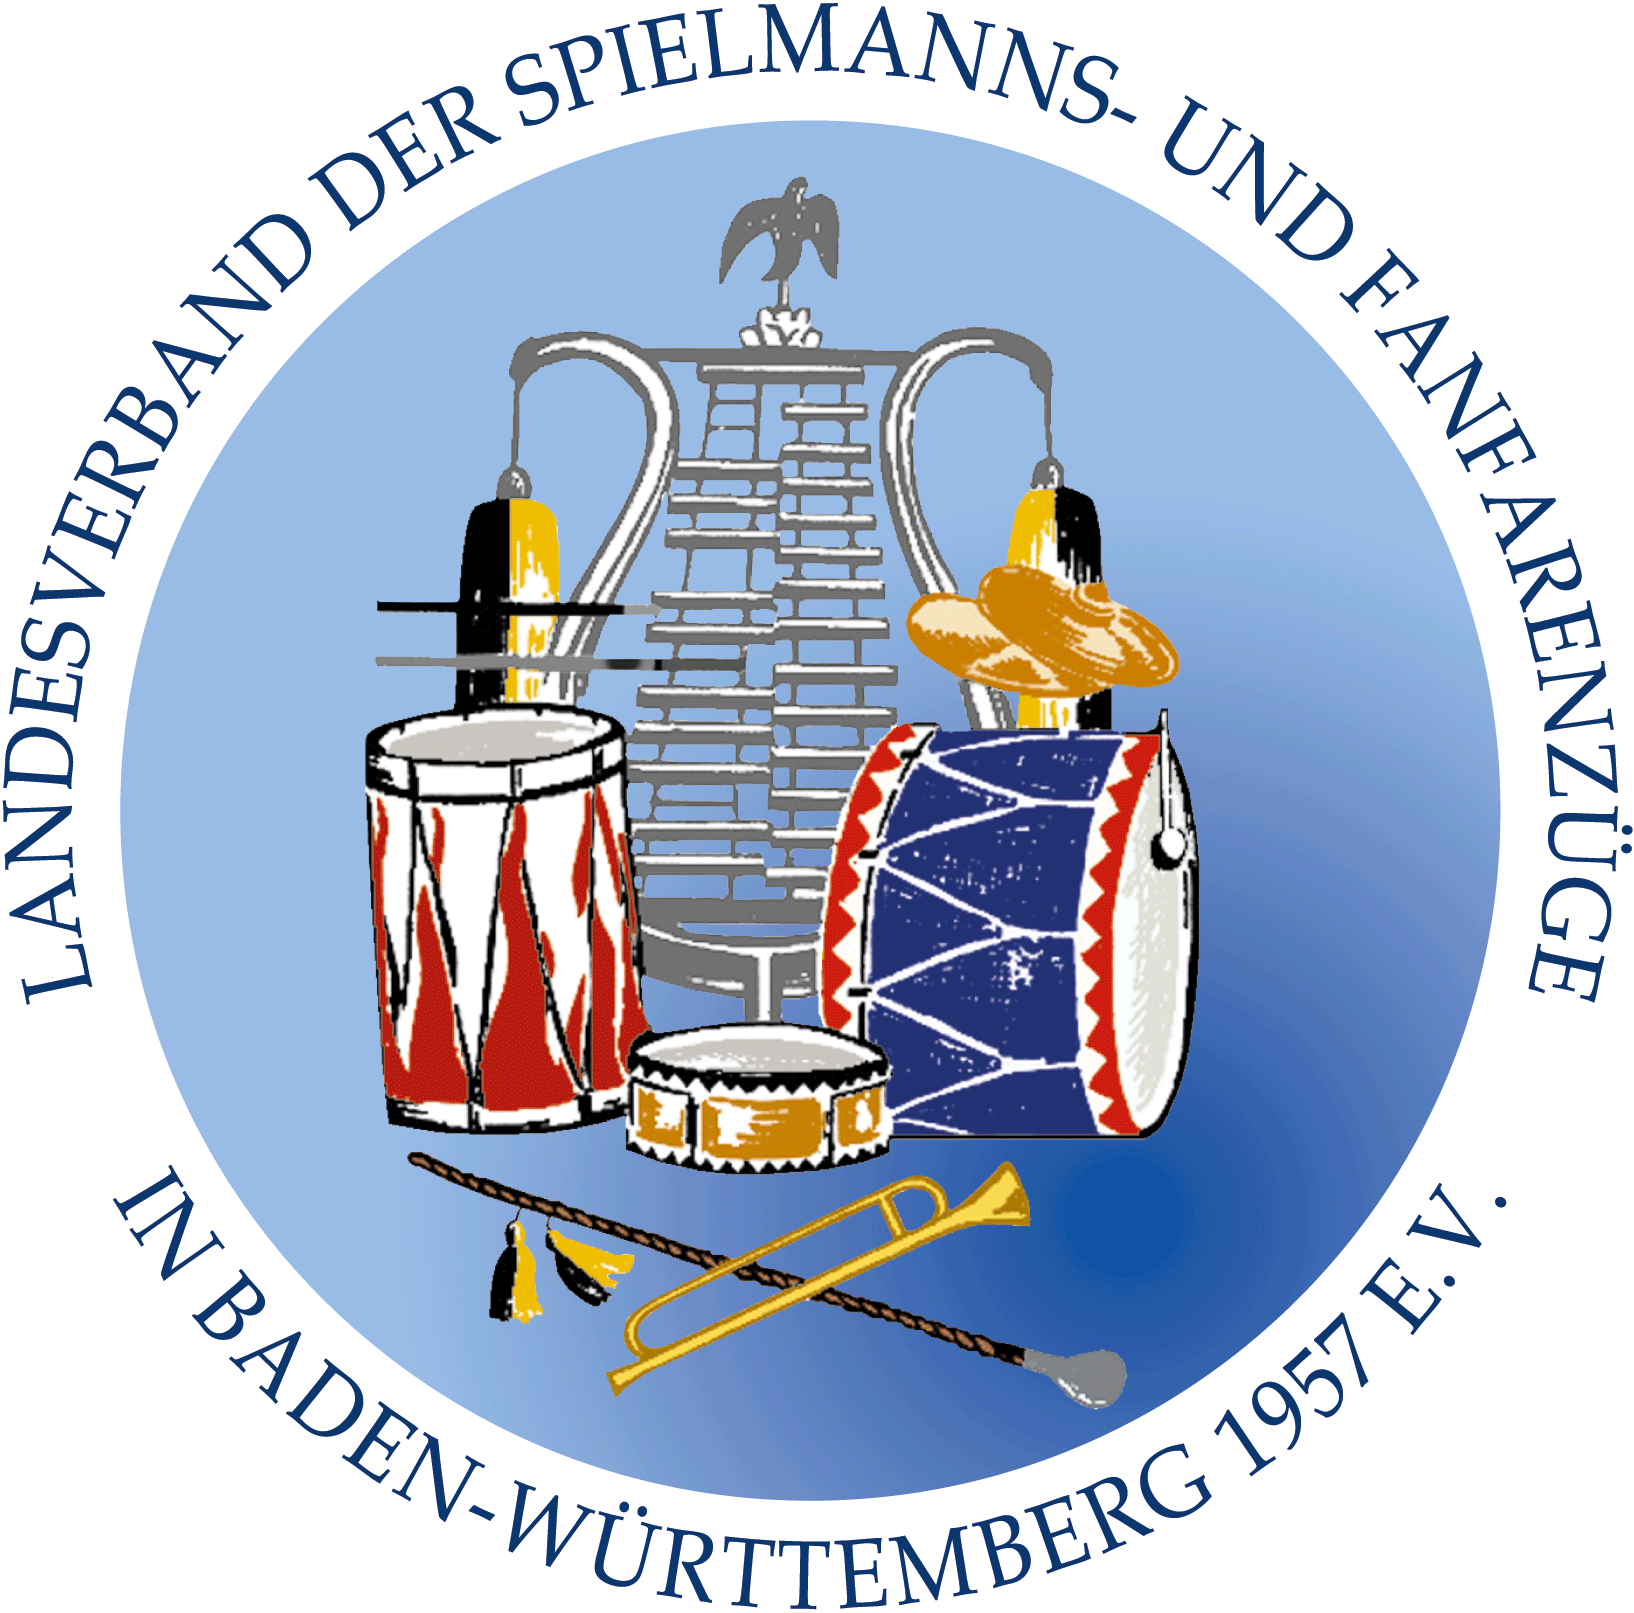 LANDESVERBAND DER SPIELMANNS- UND FANFARENZÜGE
IN BADEN-WÜRTTEMBERG 1957 E.V.